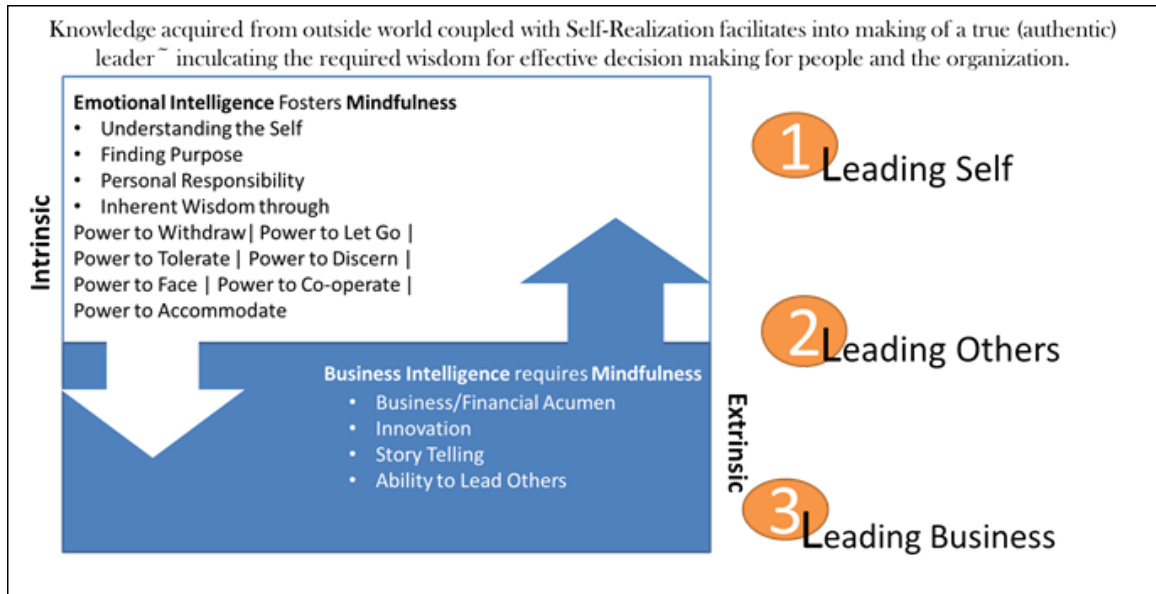 Knowledge acquired from outside world coupled with Self-Realization facilitates into making of a true (authentic)
leader~ inculcating the required wisdom for effective decision making for people and the organization.
Intrinsic
Emotional Intelligence Fosters Mindfulness
• Understanding the Self
• Finding Purpose
• Personal Responsibility
• Inherent Wisdom through
Power to Withdraw| Power to Let Go |
Power to Tolerate | Power to Discern |
Power to Face | Power to Co-operate |
Power to Accommodate
Business Intelligence requires Mindfulness
• Business/Financial Acumen
• Innovation
• Story Telling
• Ability to Lead Others
Extrinsic
1 Leading Self
2 Leading Others
3 Leading Business